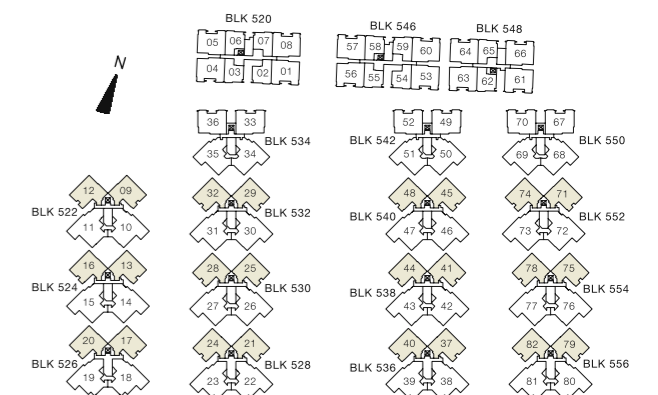 BLK 520
BLK 546
BLK 548
05 06 07 08
57 58 59 60
64 65 66
N
04 03 02 01
56 55 54 53
63 62 61
36 33
52 49
70 67
BLK 534
BLK 542
BLK 550
35 34
51 50
69 68
12 09
32 29
48 45
74 71
BLK 522
BLK 532
BLK 540
BLK 552
11 10
31 30
47 46
73 72
16 13
28 25
44 41
78 75
BLK 524
BLK 530
BLK 538
BLK 554
15 14
27 26
43 42
77 76
20 17
24 21
40 37
82 79
BLK 526
BLK 528
BLK 536
BLK 556
19 18
23 22
39 38
81 80